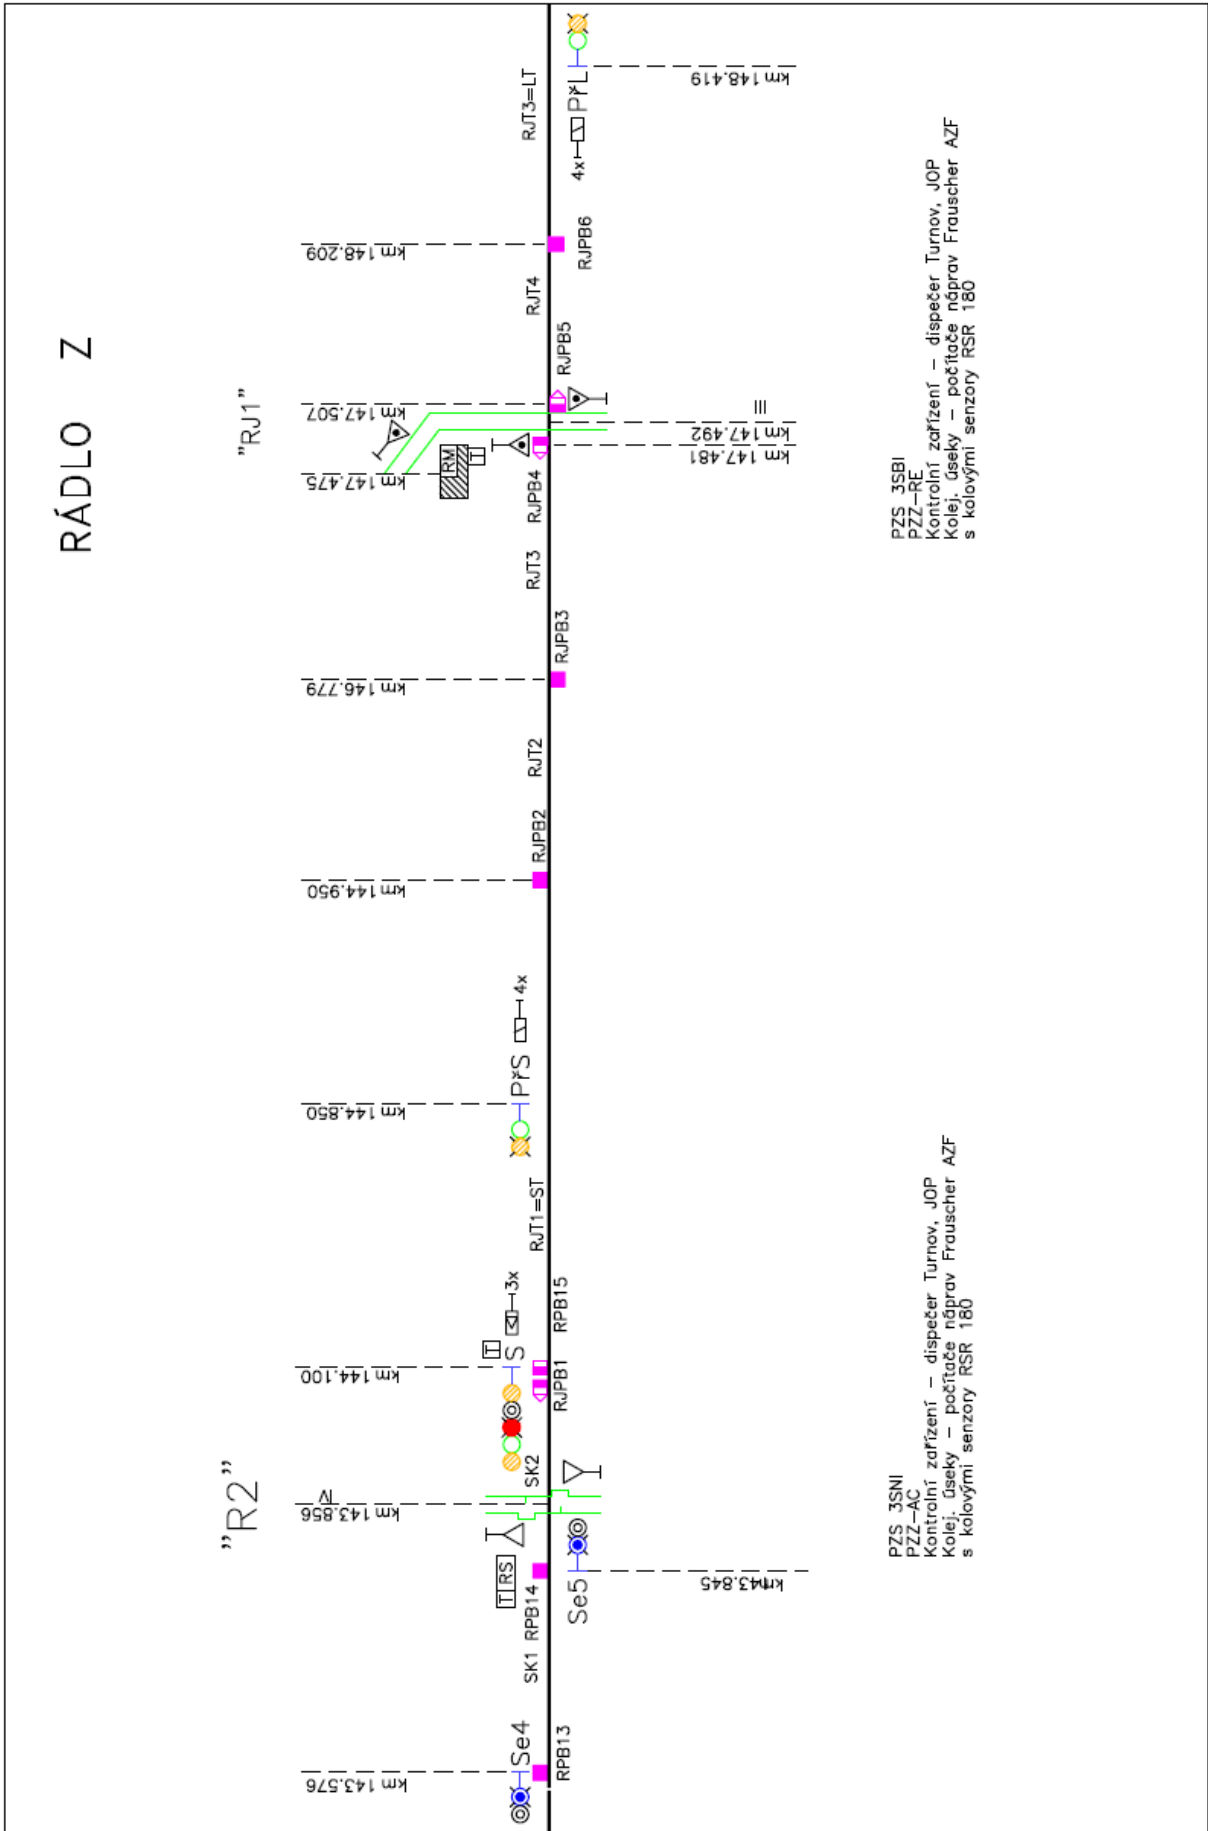 RÁDLO Z
"R2"
"RJ1"
km 143.576
km 143.856
IV
km 144.100
km 144.850
km 144.950
km 146.779
km 147.475
km 147.507
km 148.209
T RS
T
3x
4x
RM
T
Se4
SK1
RPB14
SK2
S
RJT1=ST
PřS
RJPB2
RJT2
RJT3
RJPB4
RJT4
RJT3=LT
RPB13
RJPB1
RPB15
RJPB3
RJPB5
RJPB6
Se5
4x
PřL
km 143.845
km 147.481
km 147.492
III
km 148.419
PZS 3SNI
PZZ-AC
Kontrolní zařízení - dispečer Turnov, JOP
Kolej. úseky - počítače náprav Frauscher AZF
s kolovými senzory RSR 180
PZS 3SBI
PZZ-RE
Kontrolní zařízení - dispečer Turnov, JOP
Kolej. úseky - počítače náprav Frauscher AZF
s kolovými senzory RSR 180